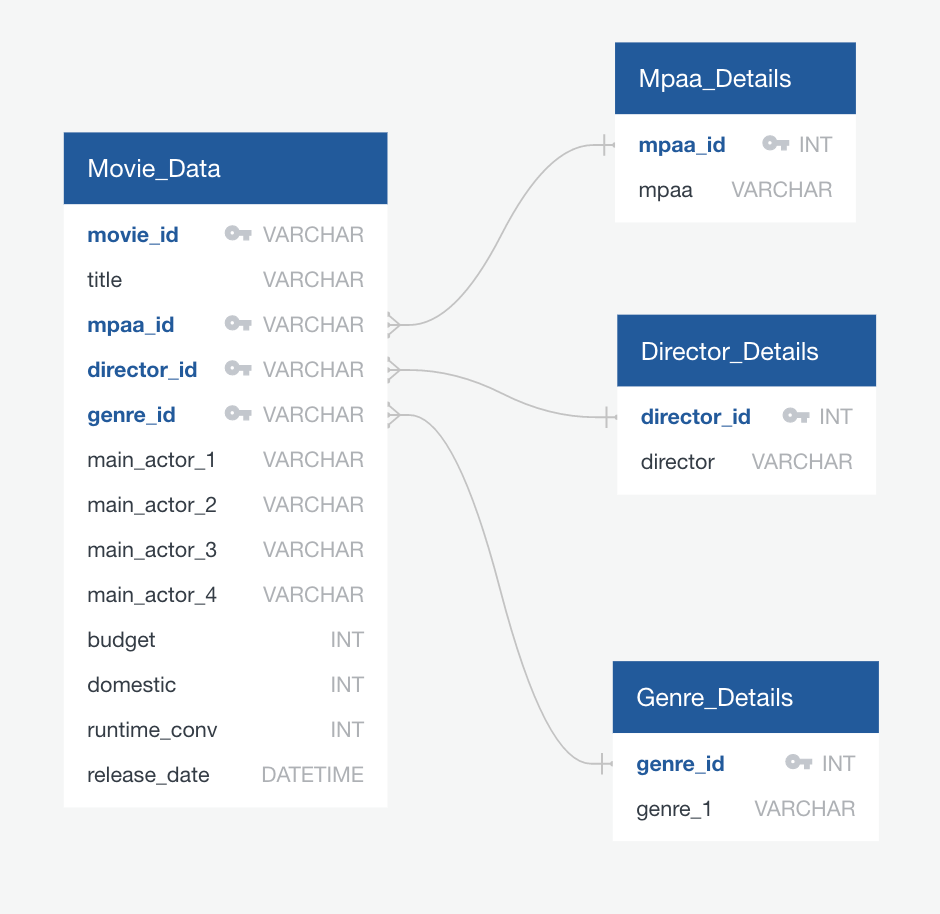 Movie_Data
movie_id VARCHAR
title VARCHAR
mpaa_id VARCHAR
director_id VARCHAR
genre_id VARCHAR
main_actor_1 VARCHAR
main_actor_2 VARCHAR
main_actor_3 VARCHAR
main_actor_4 VARCHAR
budget INT
domestic INT
runtime_conv INT
release_date DATETIME
Mpaa_Details
mpaa_id INT
mpaa VARCHAR
Director_Details
director_id INT
director VARCHAR
Genre_Details
genre_id INT
genre_1 VARCHAR